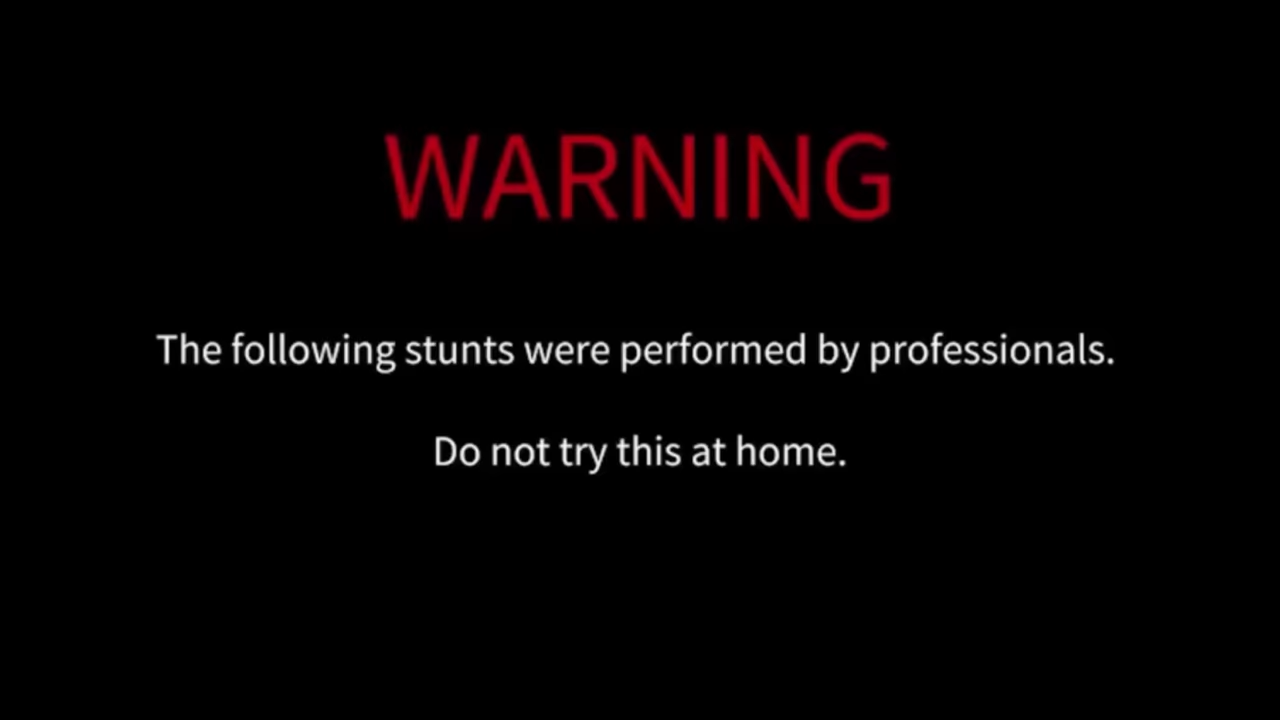 WARNING
The following stunts were performed by professionals.
Do not try this at home.